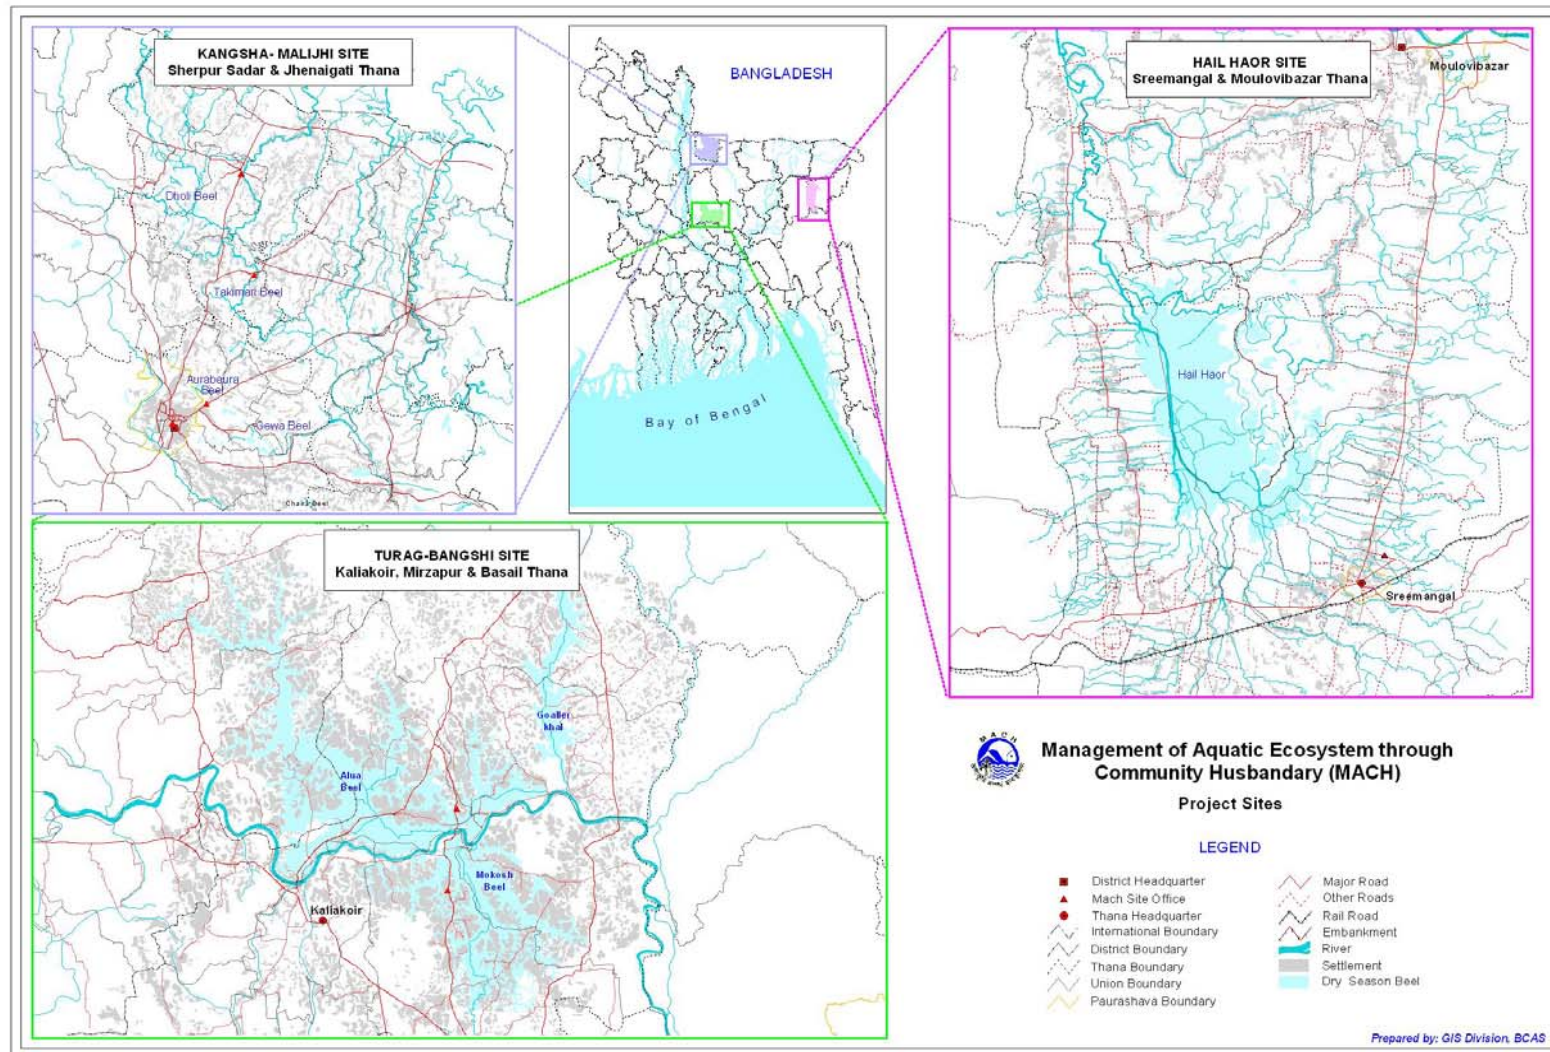 KANGSHA- MALIJHI SITE
Sherpur Sadar & Jhenaigati Thana
Dholi Beel
Takimari Beel
Aurabaura
Beel
Gewa Beel
BANGLADESH
Bay of Bengal
HAIL HAOR SITE
Sreemangal & Moulovibazar Thana
Moulovibazar
Hail Haor
Sreemangal
TURAG-BANGSHI SITE
Kaliakoir, Mirzapur & Basail Thana
Goaller
khal
Alua
Beel
Mokosh
Beel
Kaliakoir
MACH
Management of Aquatic Ecosystem through
Community Husbandary (MACH)
Project Sites
LEGEND
District Headquarter
Mach Site Office
Thana Headquarter
International Boundary
District Boundary
Thana Boundary
Union Boundary
Paurashava Boundary
Major Road
Other Roads
Rail Road
Embankment
River
Settlement
Dry Season Beel
Prepared by: GIS Division, BCAS